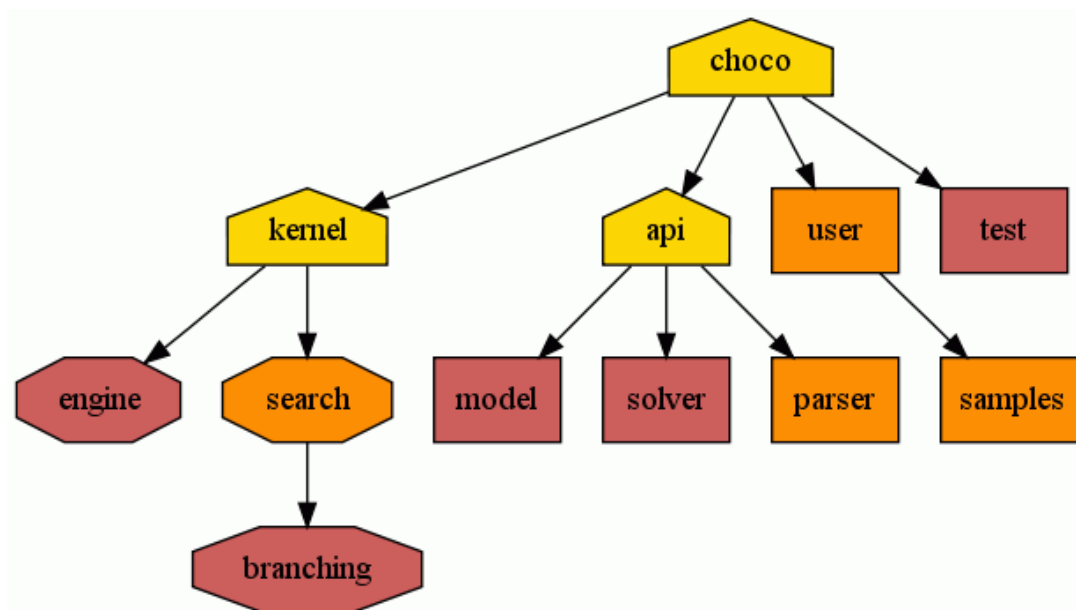 choco
kernel
api
user
test
engine
search
model
solver
parser
samples
branching